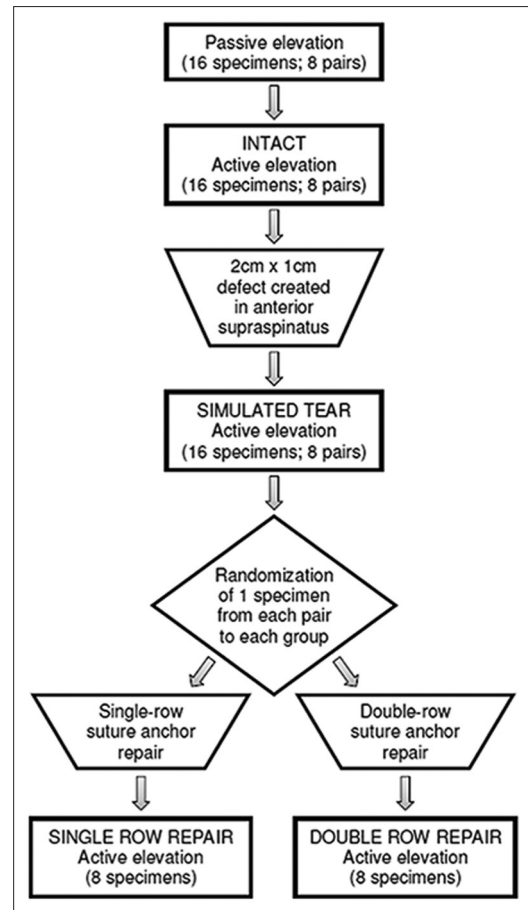 Passive elevation
(16 specimens; 8 pairs)
INTACT
Active elevation
(16 specimens; 8 pairs)
2cm x 1cm
defect created
in anterior
supraspinatus
SIMULATED TEAR
Active elevation
(16 specimens; 8 pairs)
Randomization
of 1 specimen
from each pair
to each group
Single-row
suture anchor
repair
Double-row
suture anchor
repair
SINGLE ROW REPAIR
Active elevation
(8 specimens)
DOUBLE ROW REPAIR
Active elevation
(8 specimens)